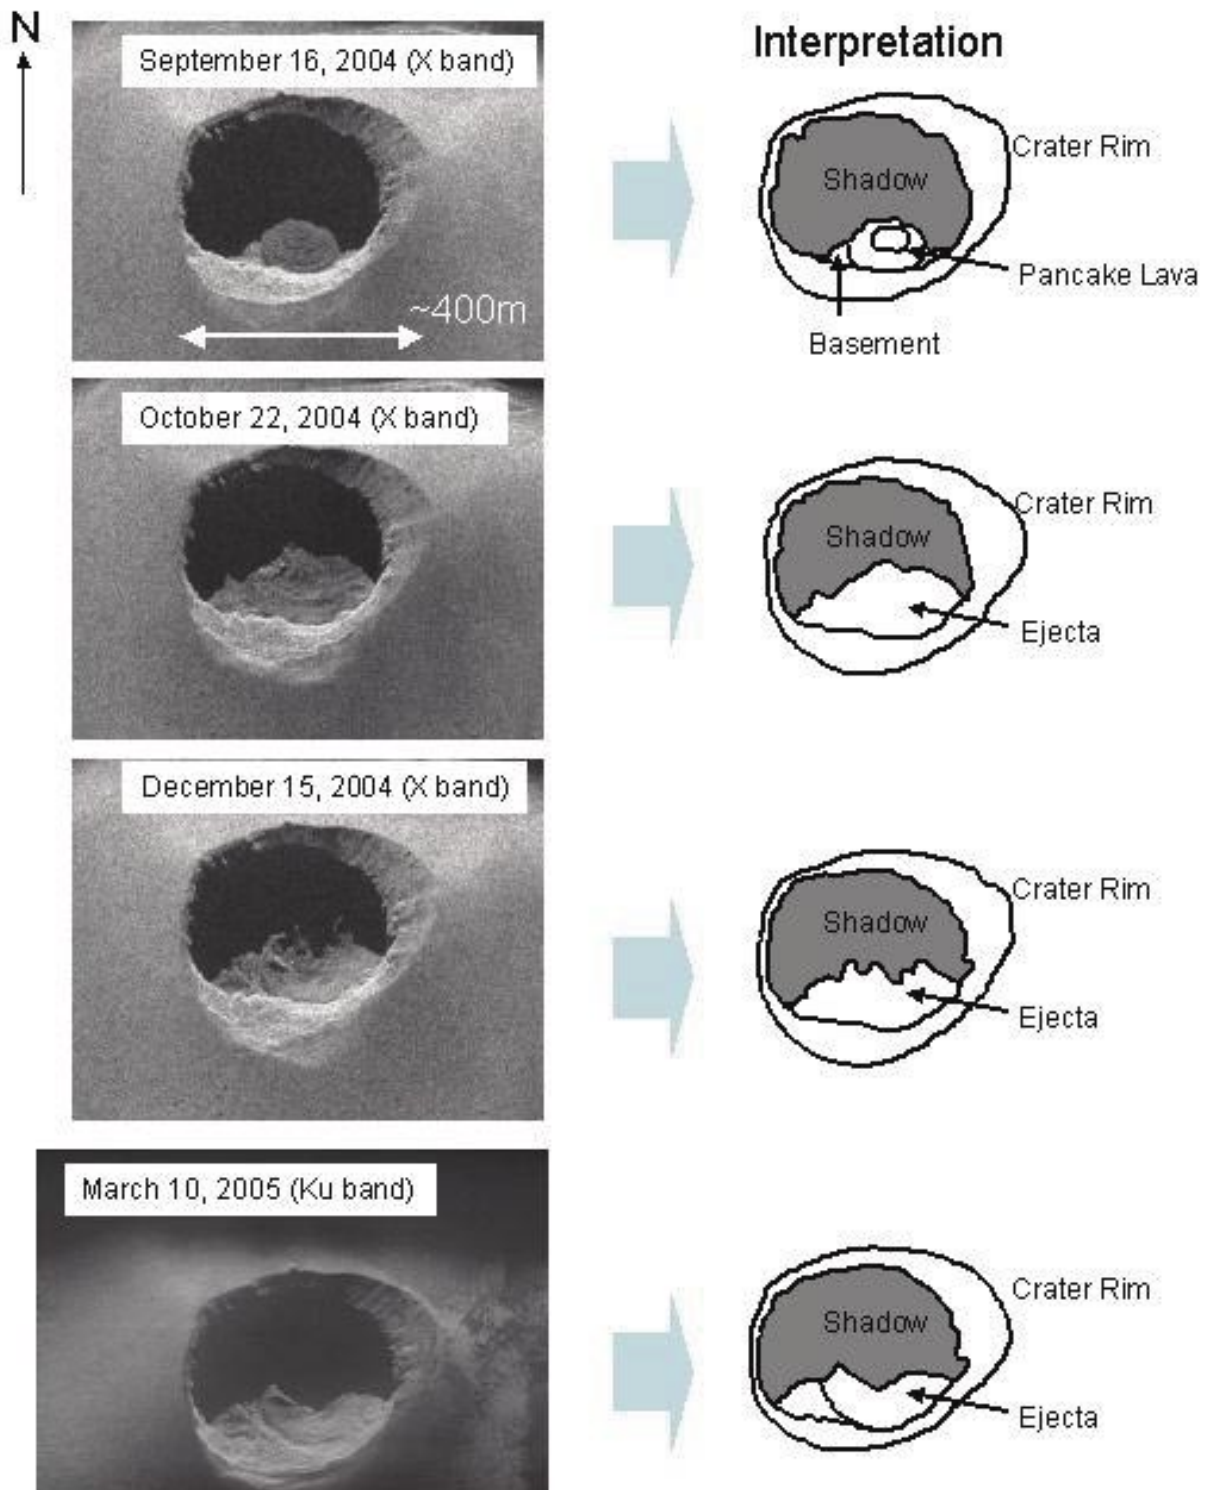 N
September 16, 2004 (X band)
Interpretation
Crater Rim
Shadow
Pancake Lava
~400m
Basement
October 22, 2004 (X band)
Crater Rim
Shadow
Ejecta
December 15, 2004 (X band)
Crater Rim
Shadow
Ejecta
March 10, 2005 (Ku band)
Crater Rim
Shadow
Ejecta